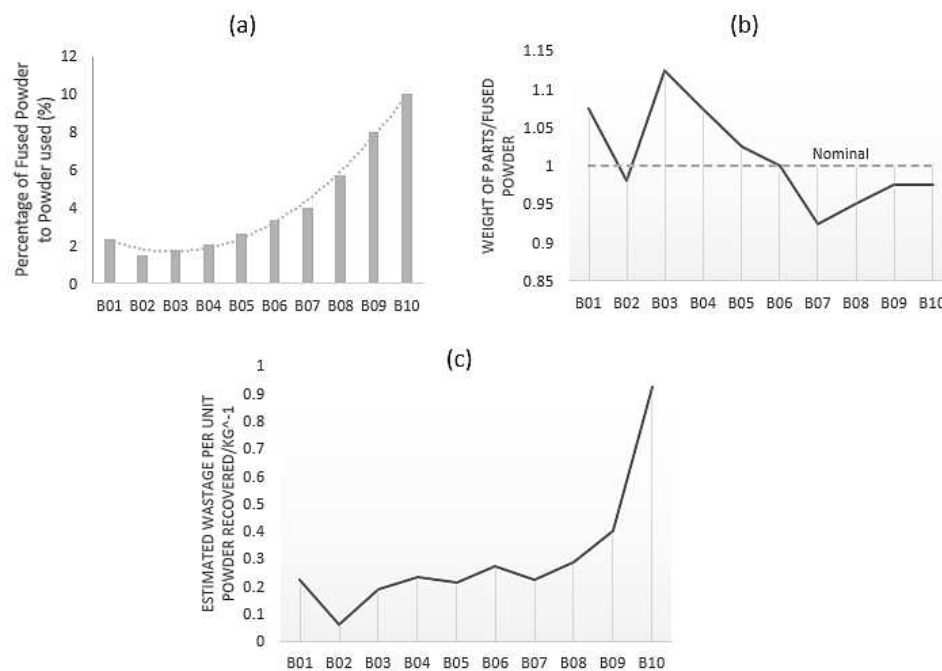 (a)
Percentage of Fused Powder
to Powder used (%)
12
10
8
6
4
2
0
B01 B02 B03 B04 B05 B06 B07 B08 B09 B10
(b)
WEIGHT OF PARTS/FUSED
POWDER
1.15
1.1
1.05
1
0.95
0.9
0.85
Nominal
B01 B02 B03 B04 B05 B06 B07 B08 B09 B10
(c)
ESTIMATED WASTAGE PER UNIT
POWDER RECOVERED/KG^-1
1
0.9
0.8
0.7
0.6
0.5
0.4
0.3
0.2
0.1
0
B01 B02 B03 B04 B05 B06 B07 B08 B09 B10